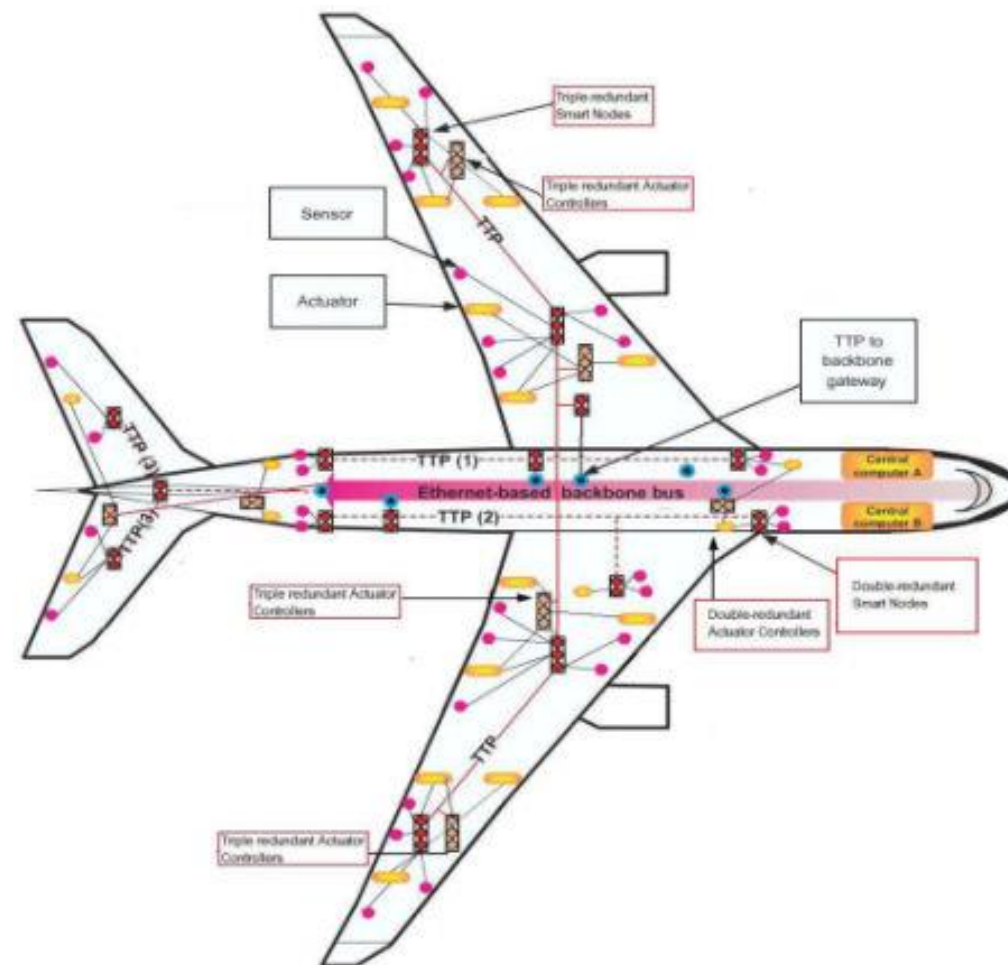 Triple-redundant
Smart Nodes
Triple redundant Actuator
Controllers
Sensor
TTP
Actuator
TTP to
backbone
gateway
TTP (3)
TTP (1)
Central
computer A
Ethernet-based backbone bus
TTP(3)
TTP (2)
Central
computer B
Triple redundant Actuator
Controllers
Double-redundant
Actuator Controllers
Double-redundant
Smart Nodes
TTP
Triple redundant Actuator
Controllers